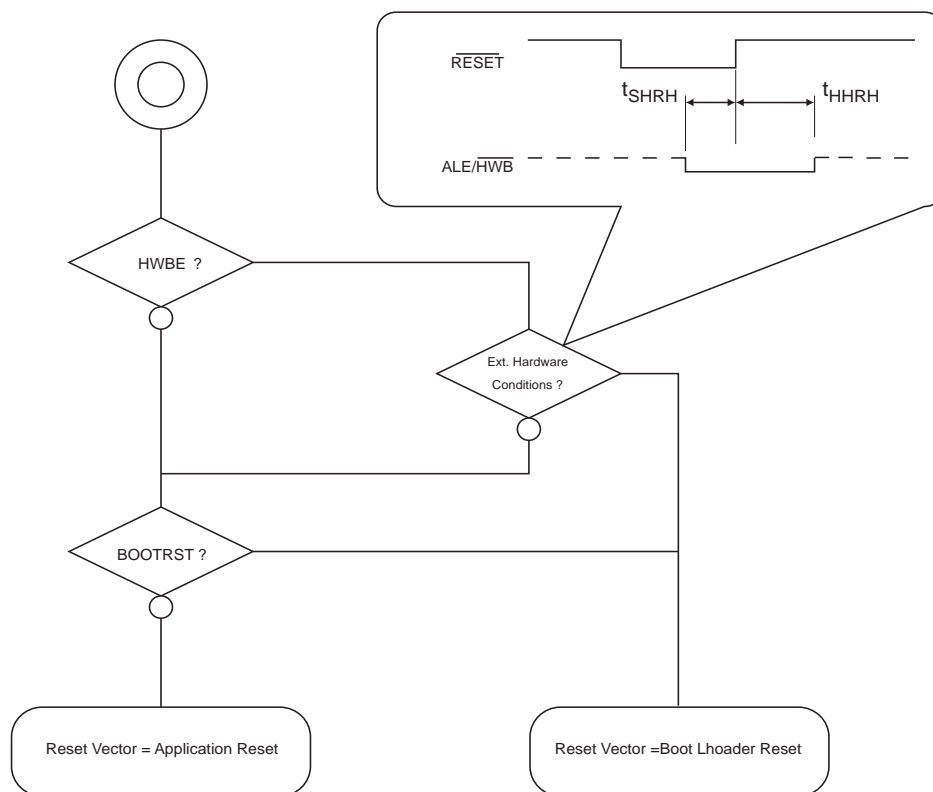 RESET
tSHRH
tHHRH
ALE/HWB
HWBE ?
Ext. Hardware
Conditions ?
BOOTRST ?
Reset Vector = Application Reset
Reset Vector =Boot Lhoader Reset